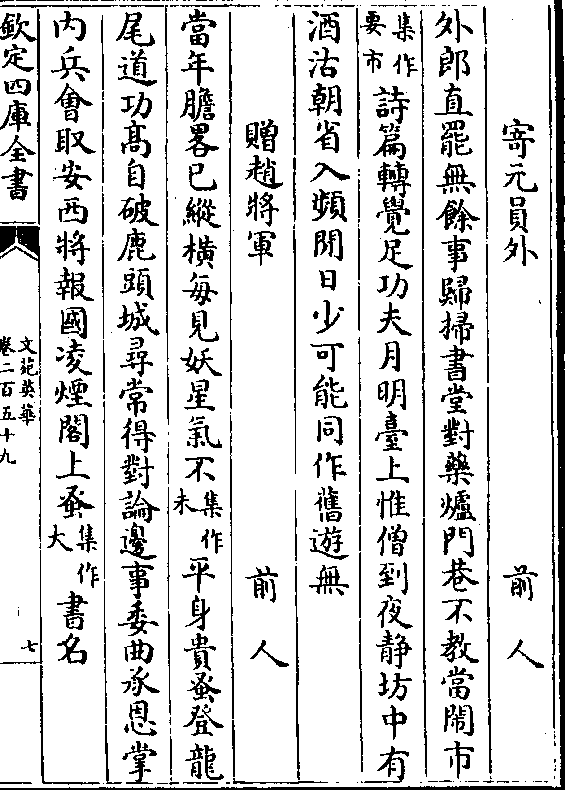 寄元員外　前人
外郎直罷無餘事歸掃書堂對藥爐門巷不教當鬧市
集作要市詩篇轉覺足功夫月明臺上惟僧到夜静坊中有
酒沽朝省入頻閒日少可能同作舊遊無
贈趙將軍　前人
當年膽畧已縱橫每見妖星氣不集作未平身貴蚤登龍
尾道功髙自破鹿頭城尋常得對論邊事委曲承恩掌
内兵會取安西將報國凌煙閣上蚤集作大書名
欽定四庫全書
文苑英華
卷二百五十九
七